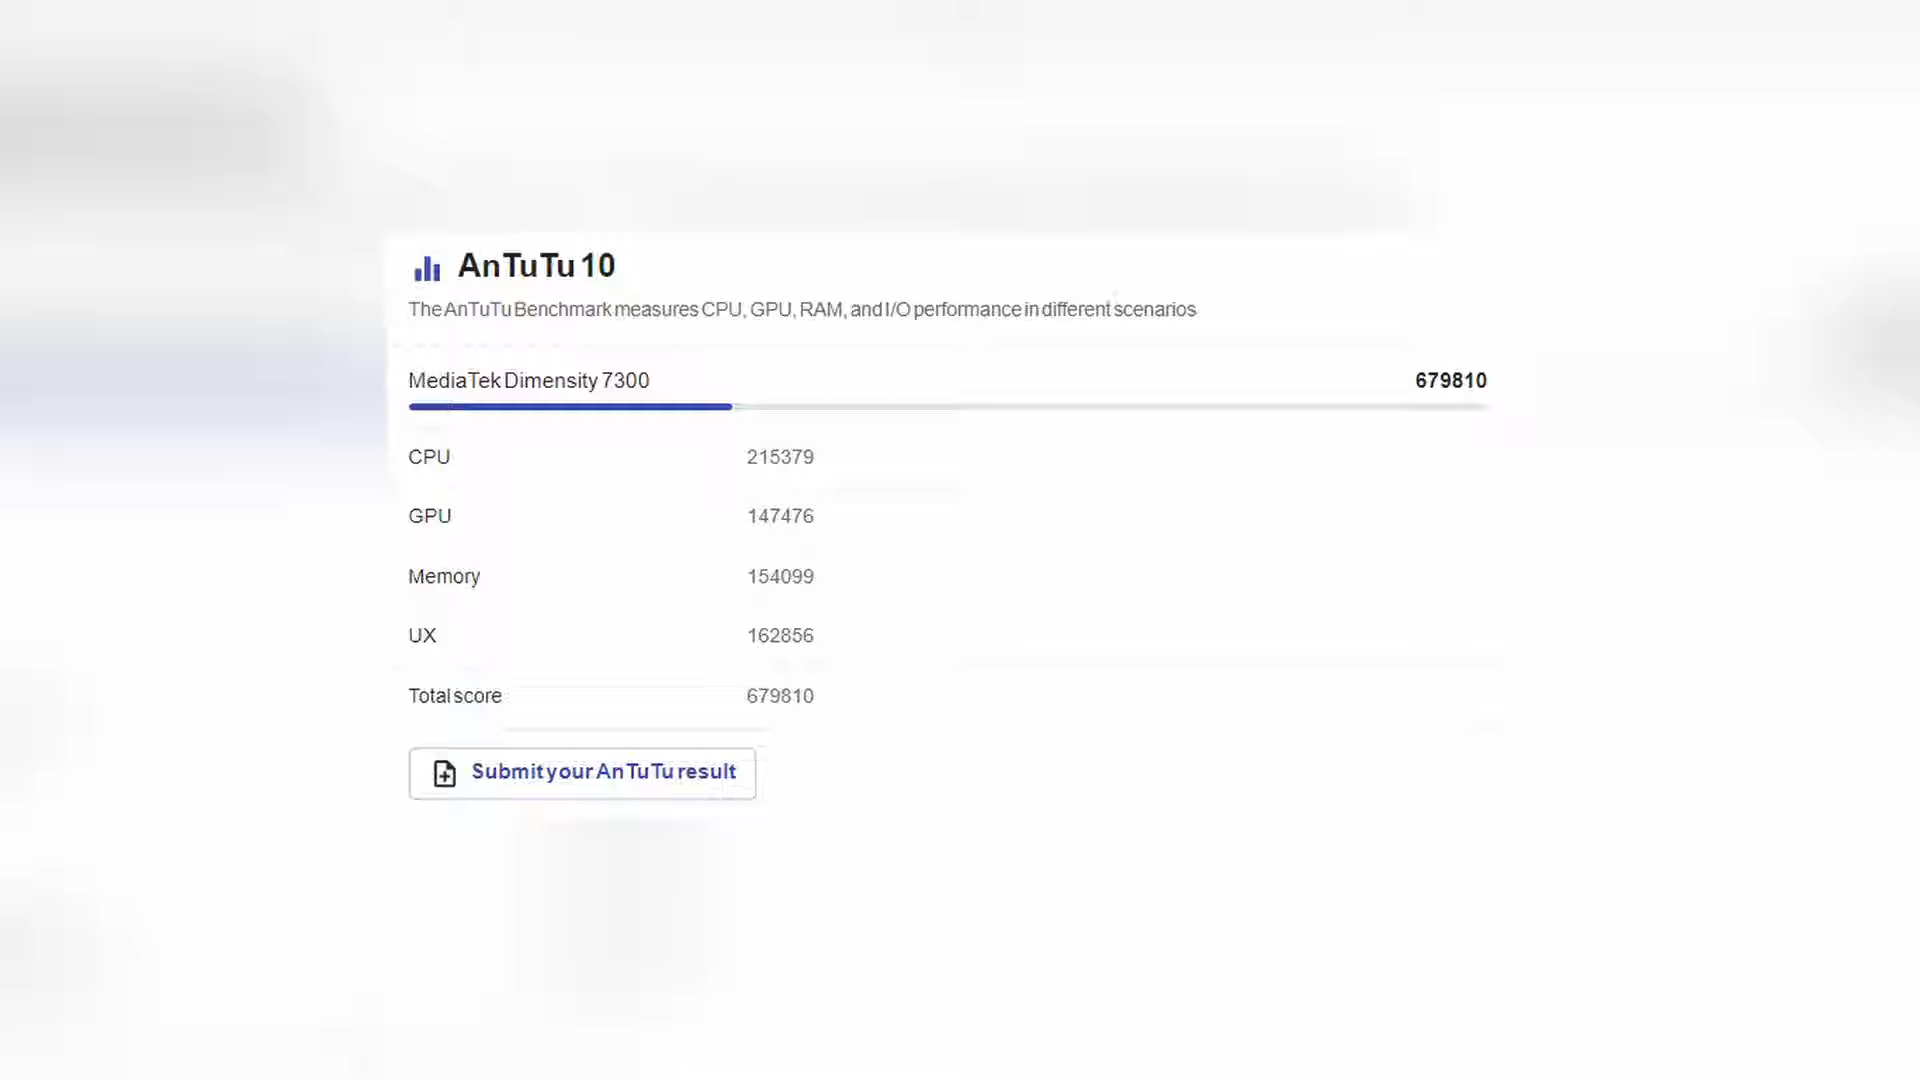 AnTuTu 10
The AnTuTu Benchmark measures CPU, GPU, RAM, and I/O performance in different scenarios
MediaTek Dimensity 7300 679810
CPU 215379
GPU 147476
Memory 154099
UX 162856
Total score 679810
Submit your AnTuTu result